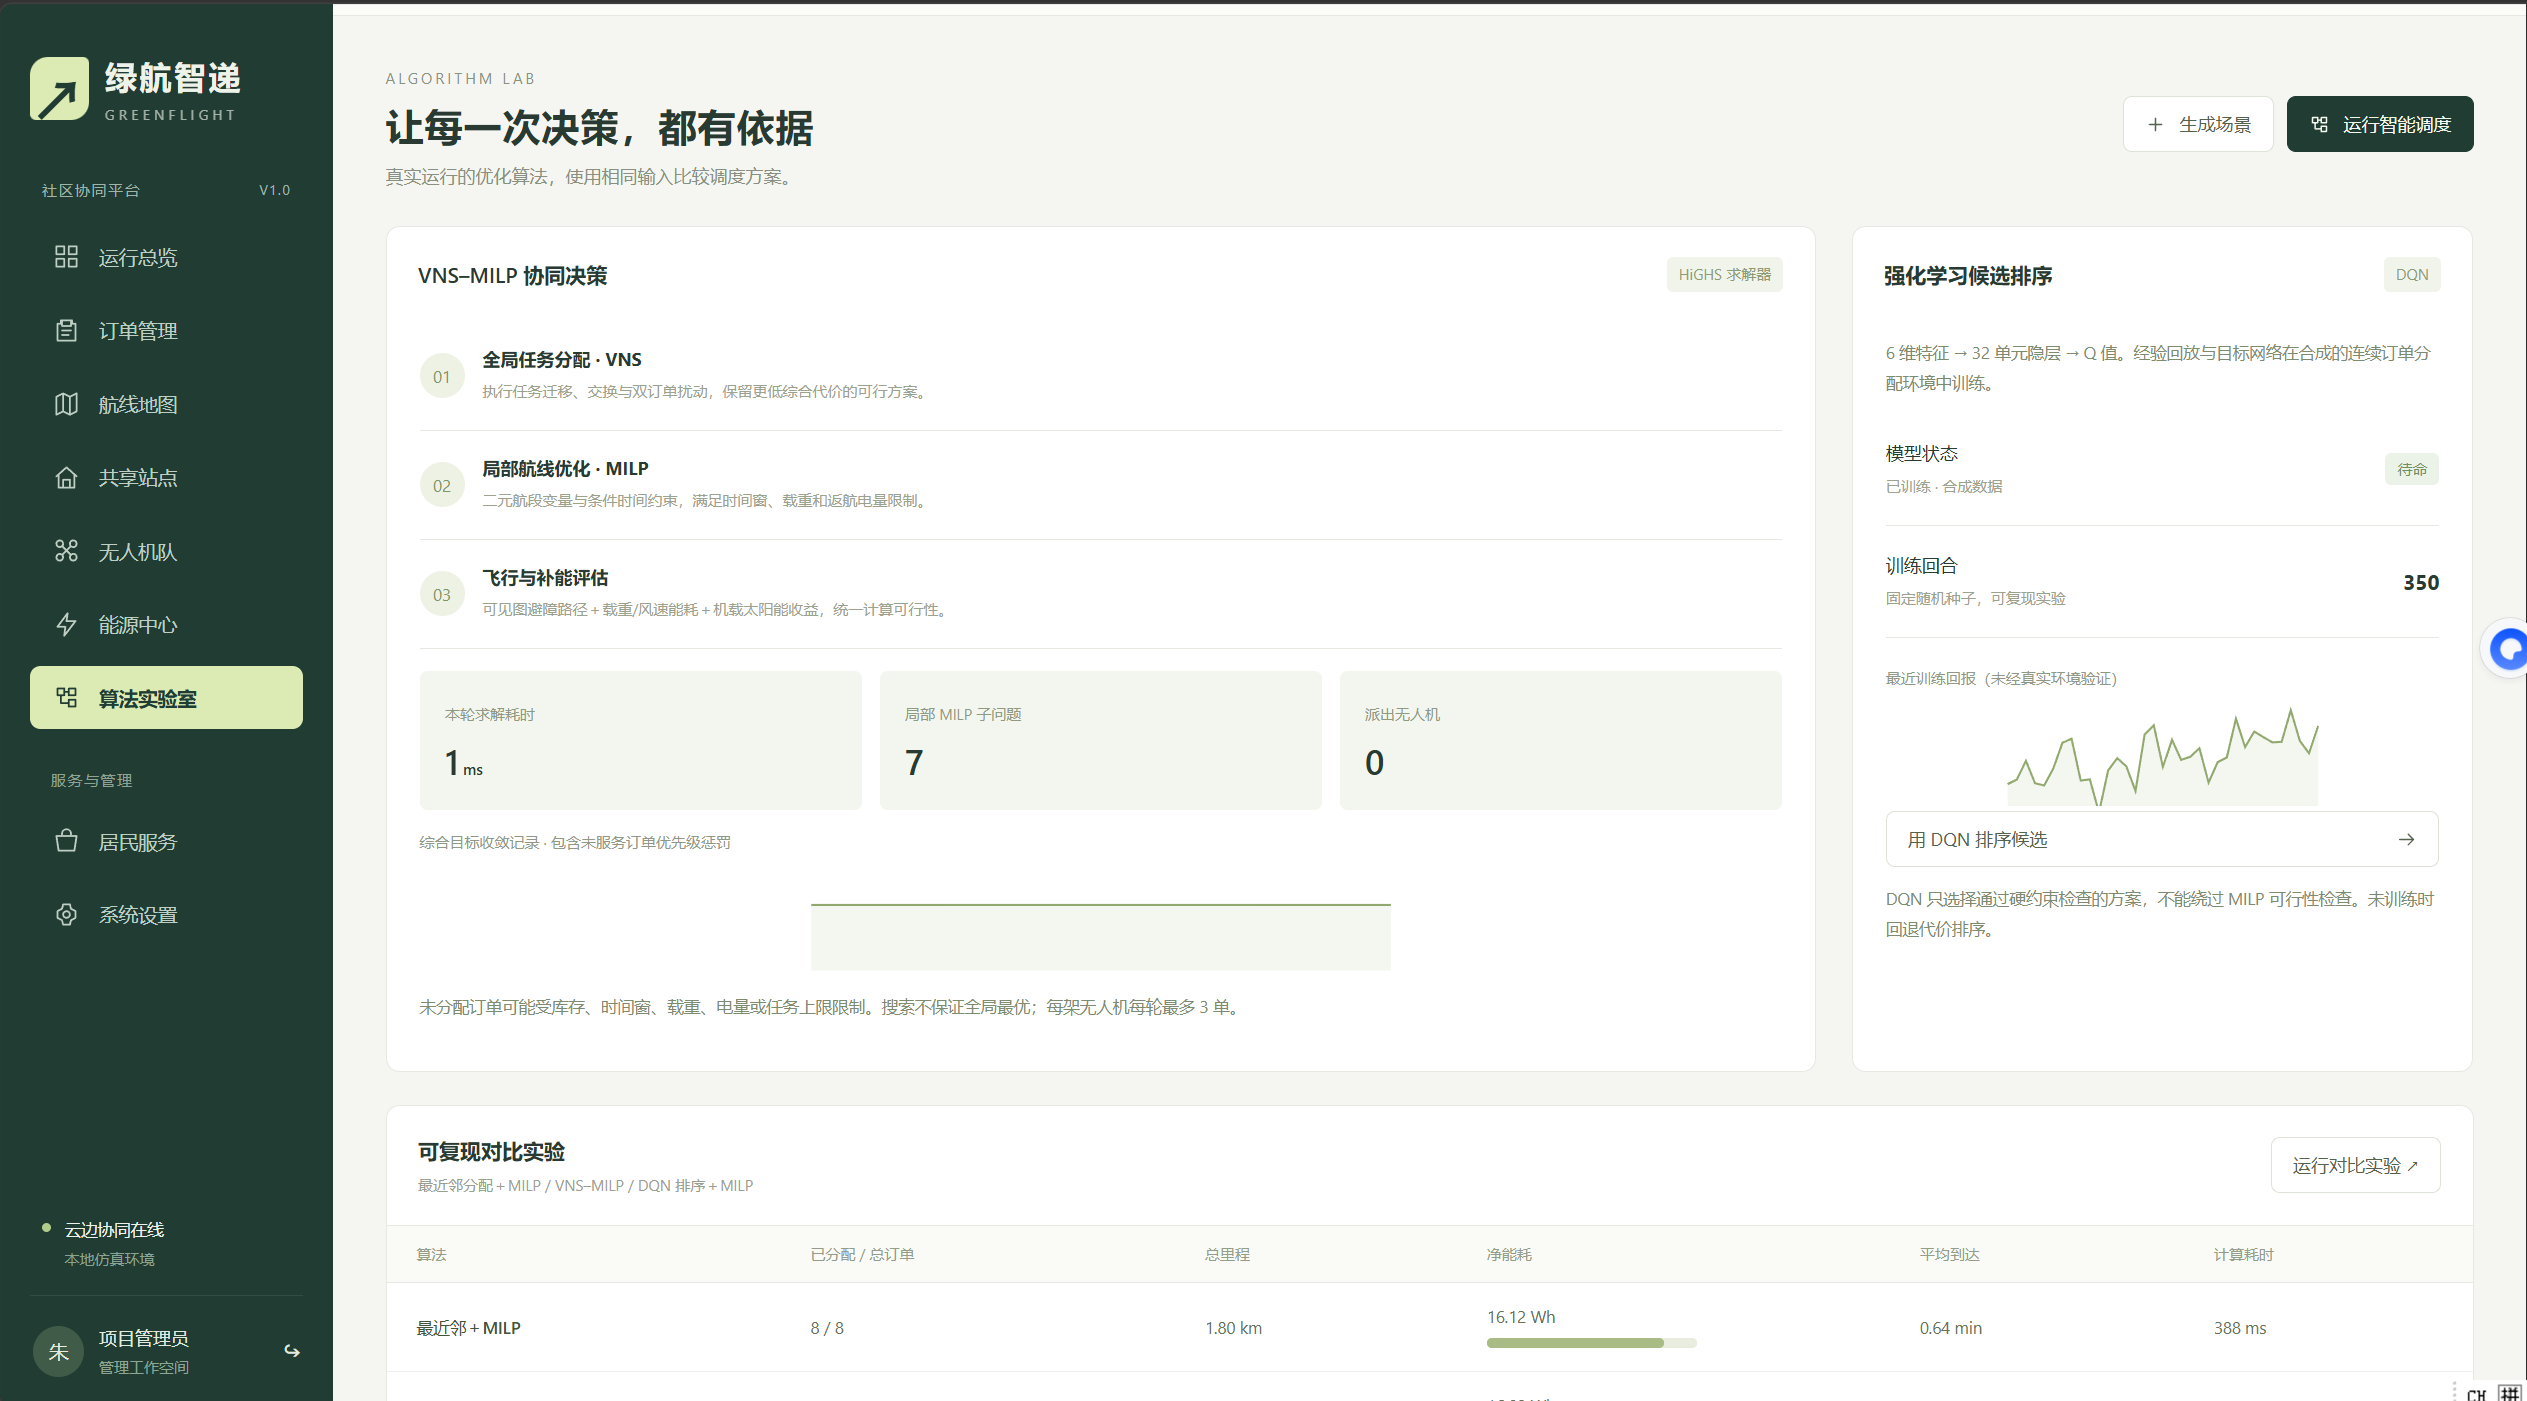 绿航智递
GREENFLIGHT
社区协同平台 V1.0
运行总览
订单管理
航线地图
共享站点
无人机队
能源中心
算法实验室
服务与管理
居民服务
系统设置
云边协同在线
本地仿真环境
朱
项目管理员
管理工作空间
ALGORITHM LAB
让每一次决策，都有依据
真实运行的优化算法，使用相同输入比较调度方案。
生成场景
运行智能调度
VNS–MILP 协同决策
HiGHS 求解器
01
全局任务分配 · VNS
执行任务迁移、交换与双订单扰动，保留更低综合代价的可行方案。
02
局部航线优化 · MILP
二元航段变量与条件时间约束，满足时间窗、载重和返航电量限制。
03
飞行与补能评估
可见图避障路径 + 载重/风速能耗 + 机载太阳能收益，统一计算可行性。
本轮求解耗时
1 ms
局部 MILP 子问题
7
派出无人机
0
综合目标收敛记录 · 包含未服务订单优先级惩罚
未分配订单可能受库存、时间窗、载重、电量或任务上限限制。搜索不保证全局最优；每架无人机每轮最多 3 单。
强化学习候选排序
DQN
6 维特征 → 32 单元隐层 → Q 值。经验回放与目标网络在合成的连续订单分
配环境中训练。
模型状态
已训练 · 合成数据
待命
训练回合
固定随机种子，可复现实验
350
最近训练回报（未经真实环境验证）
用 DQN 排序候选 →
DQN 只选择通过硬约束检查的方案，不能绕过 MILP 可行性检查。未训练时
回退代价排序。
可复现对比实验
最近邻分配 + MILP / VNS–MILP / DQN 排序 + MILP
运行对比实验 ↗
算法 已分配 / 总订单 总里程 净能耗 平均到达 计算耗时
最近邻 + MILP 8 / 8 1.80 km 16.12 Wh 0.64 min 388 ms
CH 拼